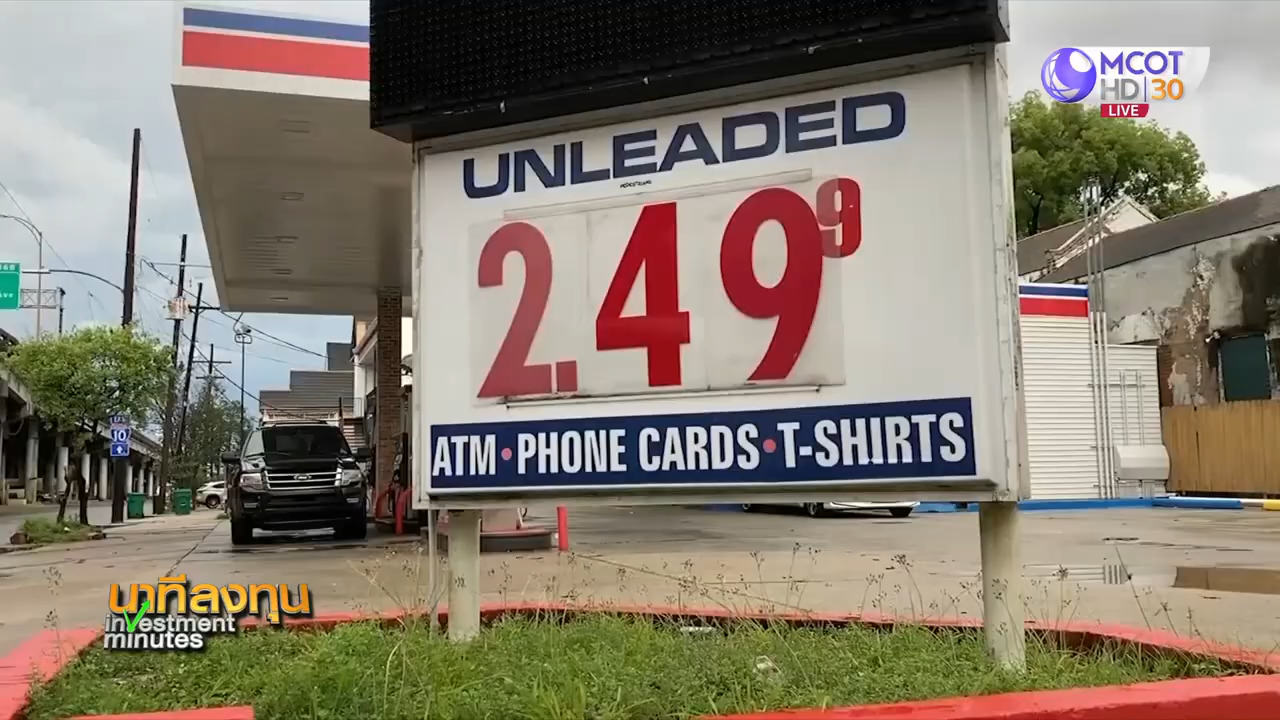 MCOT
HD 30
LIVE
UNLEADED
2.49 9
ATM • PHONE CARDS • T-SHIRTS
10
นาทีลงทุน
investment
minutes